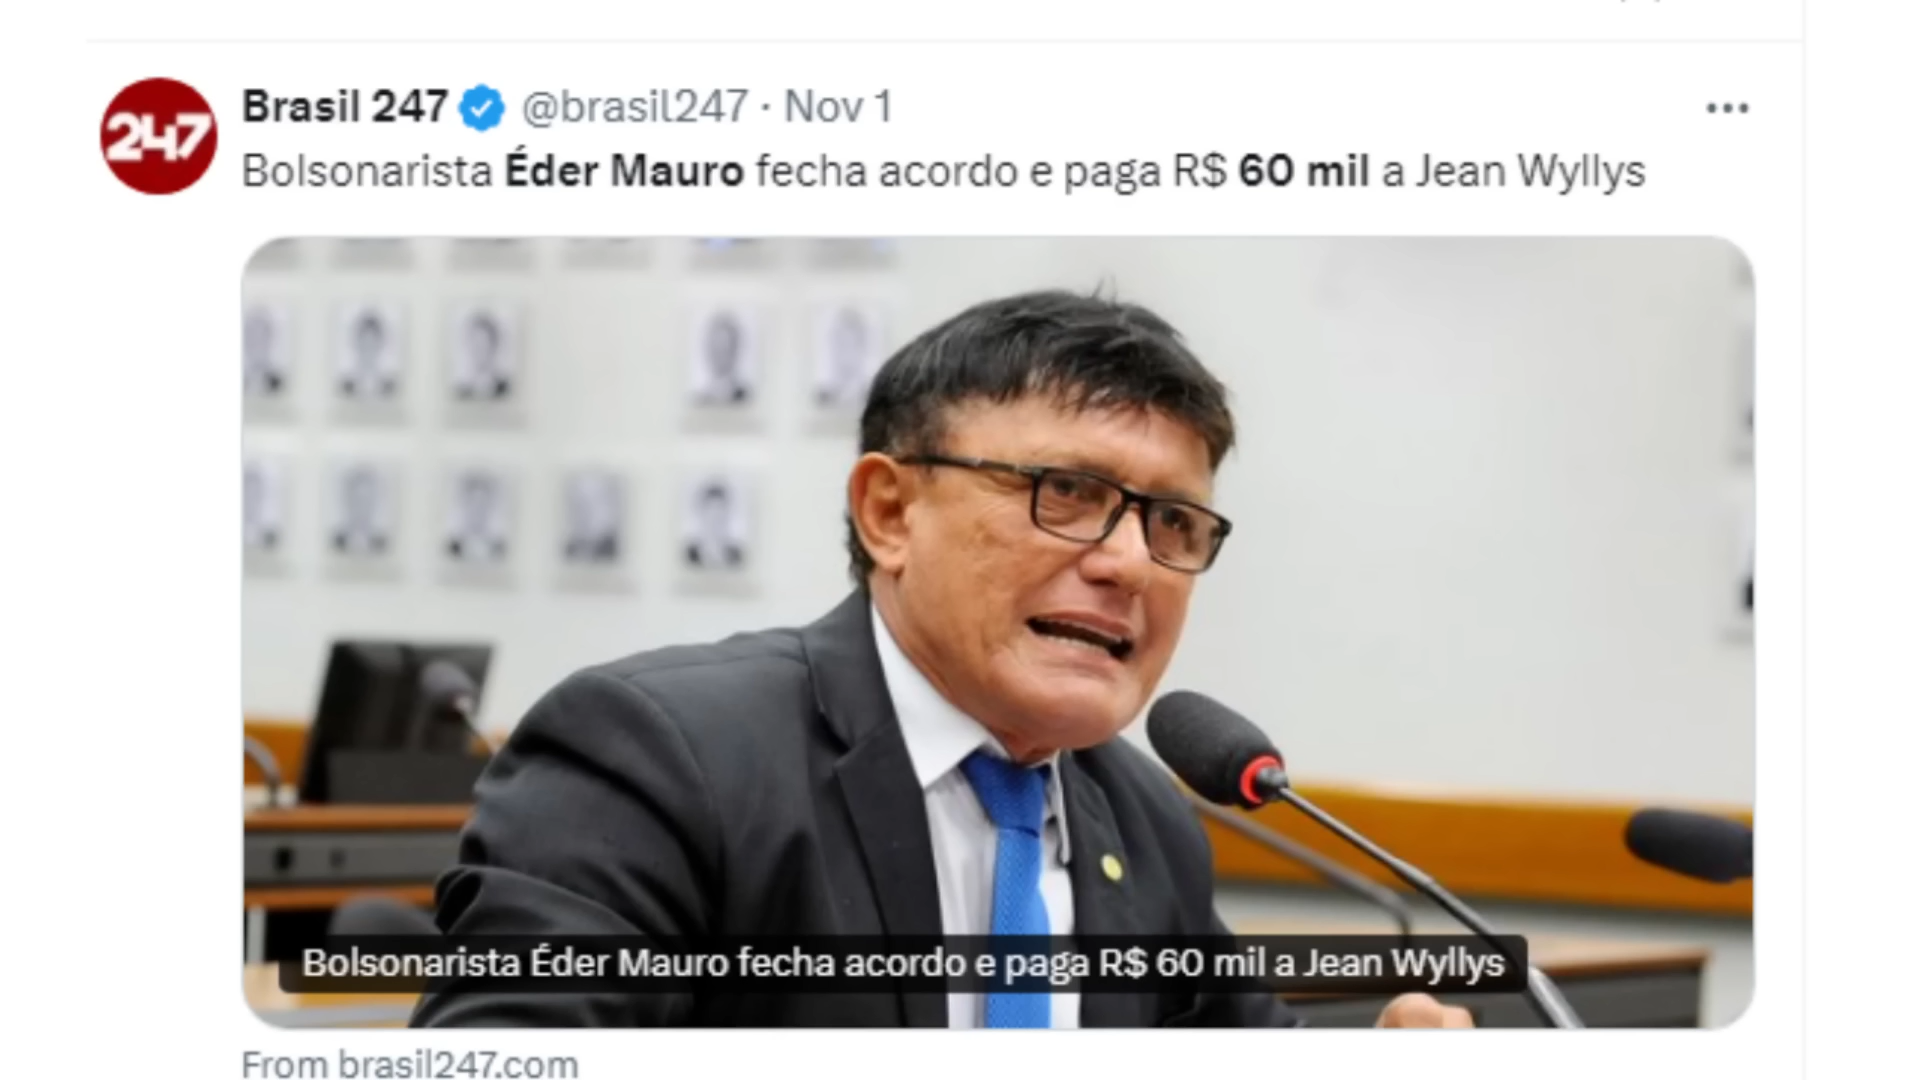 247
Brasil 247 @brasil247 · Nov 1
Bolsonarista Éder Mauro fecha acordo e paga R$ 60 mil a Jean Wyllys
Bolsonarista Éder Mauro fecha acordo e paga R$ 60 mil a Jean Wyllys
From brasil247.com